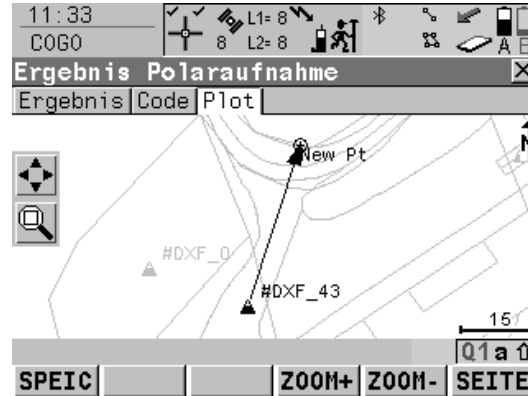 11:33
L1= 8
COGO
8 L2= 8
A
Ergebnis Polaraufnahme
Ergebnis Code Plot
New Pt
#DXF_0
#DXF_43
15
Q1 a
SPEIC ZOOM+ ZOOM- SEITE